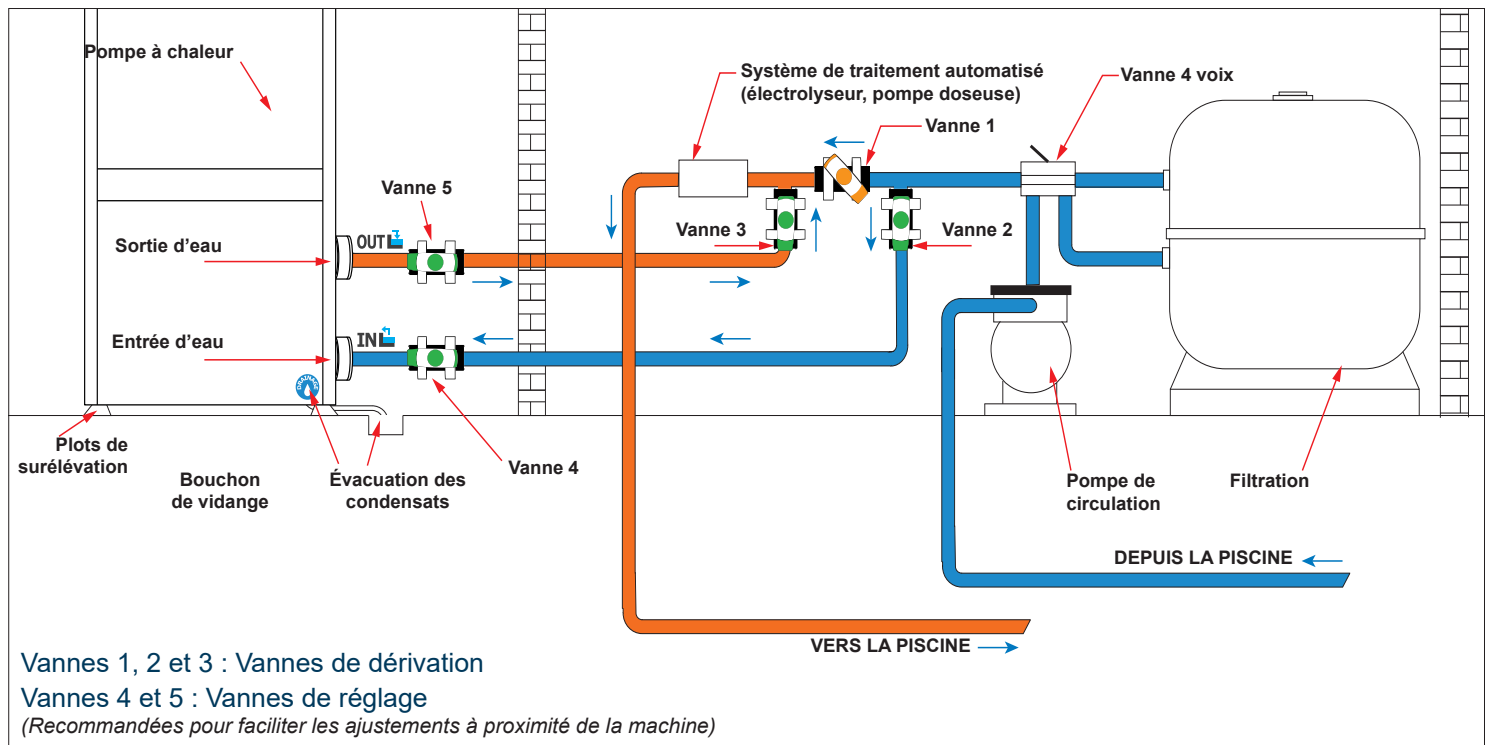 Pompe à chaleur
Système de traitement automatisé
(électrolyseur, pompe doseuse)
Vanne 4 voix
Vanne 1
Vanne 5
Sortie d'eau
OUT
Vanne 3
Vanne 2
Entrée d'eau
IN
DRAINAGE
Plots de
surélévation
Bouchon
de vidange
Évacuation des
condensats
Vanne 4
Pompe de
circulation
Filtration
DEPUIS LA PISCINE
VERS LA PISCINE
Vannes 1, 2 et 3 : Vannes de dérivation
Vannes 4 et 5 : Vannes de réglage
(Recommandées pour faciliter les ajustements à proximité de la machine)